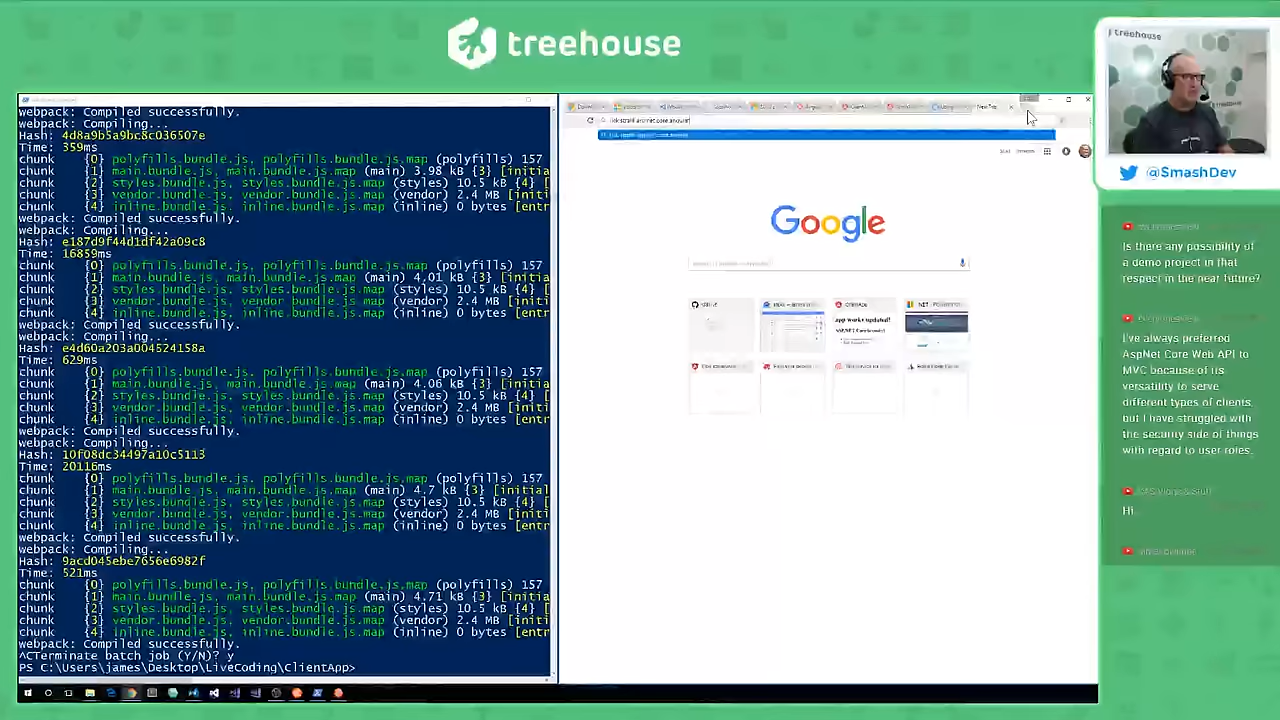 treehouse
webpack: Compiled successfully.
webpack: Compiling...
Hash: 4d8a9b5a9bc8c036507e
Time: 359ms
chunk {0} polyfills.bundle.js, polyfills.bundle.js.map (polyfills) 157
chunk {1} main.bundle.js, main.bundle.js.map (main) 3.98 kB {3} [initia
chunk {2} styles.bundle.js, styles.bundle.js.map (styles) 10.5 kB {4} [
chunk {3} vendor.bundle.js, vendor.bundle.js.map (vendor) 2.4 MB [initi
chunk {4} inline.bundle.js, inline.bundle.js.map (inline) 0 bytes [entr
webpack: Compiled successfully.
webpack: Compiling...
Hash: e187d9f44d1df42a09c8
Time: 16859ms
chunk {0} polyfills.bundle.js, polyfills.bundle.js.map (polyfills) 157
chunk {1} main.bundle.js, main.bundle.js.map (main)
chunk {2} styles.bundle.js, styles.bundle.js.map (styles) 10.5 kB {4} [
chunk {3} vendor.bundle.js, vendor.bundle.js.map (vendor) 2.4 MB [initi
chunk {4} inline.bundle.js, inline.bundle.js.map (inline) 0 bytes [entr
webpack: Compiled successfully.
webpack: Compiling...
Hash:
Time: 629ms
chunk {0} polyfills.bundle.js, polyfills.bundle.js.map (polyfills) 157
chunk {1} main.bundle.js, main.bundle.js.map (main) 4.06 kB {3} [initia
chunk {2} styles.bundle.js, styles.bundle.js.map (styles) 10.5 kB {4} [
chunk {3} vendor.bundle.js, vendor.bundle.js.map (vendor) 2.4 MB [initi
chunk {4} inline.bundle.js, inline.bundle.js.map (inline) 0 bytes [entr
webpack: Compiled successfully.
webpack: Compiling...
Hash: 10f08dc34497a10c5113
Time: 20116ms
chunk {0} polyfills.bundle.js, polyfills.bundle.js.map (polyfills) 157
chunk {1} main.bundle.js, main.bundle.js.map (main) 4.7 kB {3} [initial
chunk {2} styles.bundle.js, styles.bundle.js.map (styles) 10.5 kB {4} [
chunk {3} vendor.bundle.js, vendor.bundle.js.map (vendor) 2.4 MB [initi
chunk {4} inline.bundle.js, inline.bundle.js.map (inline) 0 bytes [entr
webpack: Compiled successfully.
webpack: Compiling...
Hash: 9acd045ebe7656e6982f
Time: 521ms
chunk {0} polyfills.bundle.js, polyfills.bundle.js.map (polyfills) 157
chunk {1} main.bundle.js, main.bundle.js.map (main) 4.71 kB {3} [initia
chunk {2} styles.bundle.js, styles.bundle.js.map (styles) 10.5 kB {4} [
chunk {3} vendor.bundle.js, vendor.bundle.js.map (vendor) 2.4 MB [initi
chunk {4} inline.bundle.js, inline.bundle.js.map (inline) 0 bytes [entr
webpack: Compiled successfully.
^CTerminate batch job (Y/N)? y
PS C:\Users\james\Desktop\LiveCoding\ClientApp>
Google
app works updated!
treehouse
@SmashDev
Is there any possibility of
a demo project in that
respect in the near future?
I've always preferred
AspNet Core Web API to
MVC because of its
versatility to serve
different types of clients,
but I have struggled with
the security side of things
with regard to user roles.
Hi